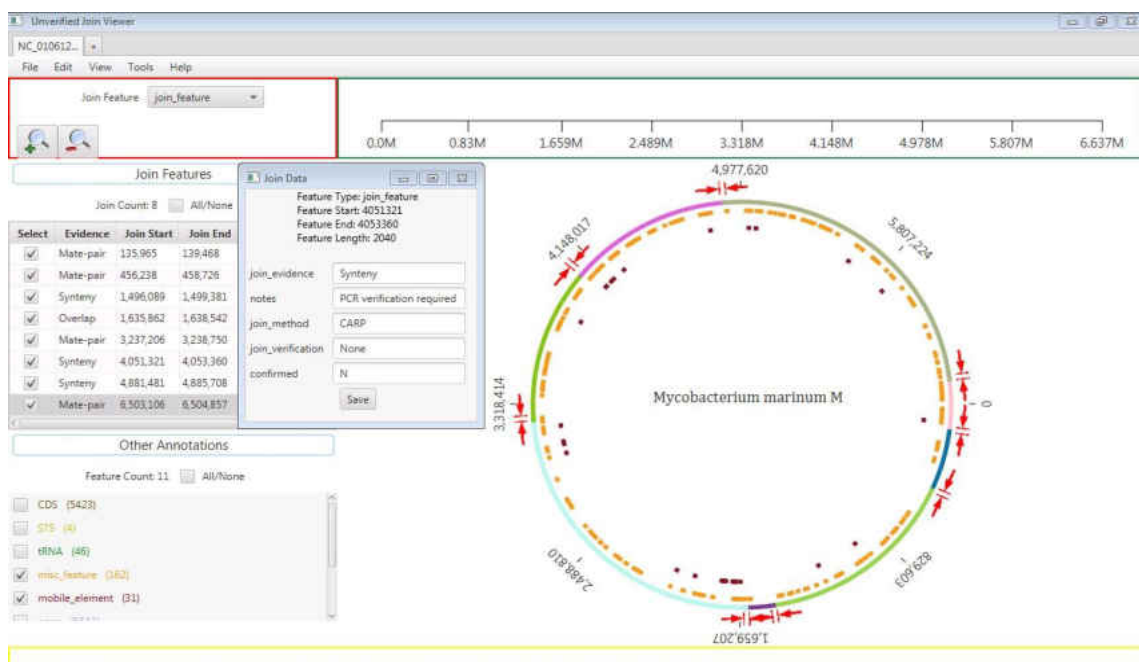 Unverified Join Viewer
NC_010612...
File Edit View Tools Help
Join Feature join_feature
0.0M 0.83M 1.659M 2.489M 3.318M 4.148M 4.978M 5.807M 6.637M
Join Features
Join Count: 8 All/None
Select Evidence Join Start Join End
Mate-pair 135,965 139,468
Mate-pair 456,238 458,726
Synteny 1,496,089 1,499,381
Overlap 1,635,862 1,638,542
Mate-pair 3,237,206 3,238,750
Synteny 4,051,321 4,053,360
Synteny 4,881,481 4,885,708
Mate-pair 6,503,106 6,504,857
Join Data
Feature Type: join_feature
Feature Start: 4051321
Feature End: 4053360
Feature Length: 2040
join_evidence Synteny
notes PCR verification required
join_method CARP
join_verification None
confirmed N
Save
Other Annotations
Feature Count: 11 All/None
CDS (5423)
STS (4)
tRNA (46)
misc_feature (162)
mobile_element (31)
4,977,620
5,807,224
4,148,017
Mycobacterium marinum M
0
3,318,414
2,488,810
829,603
1,659,207